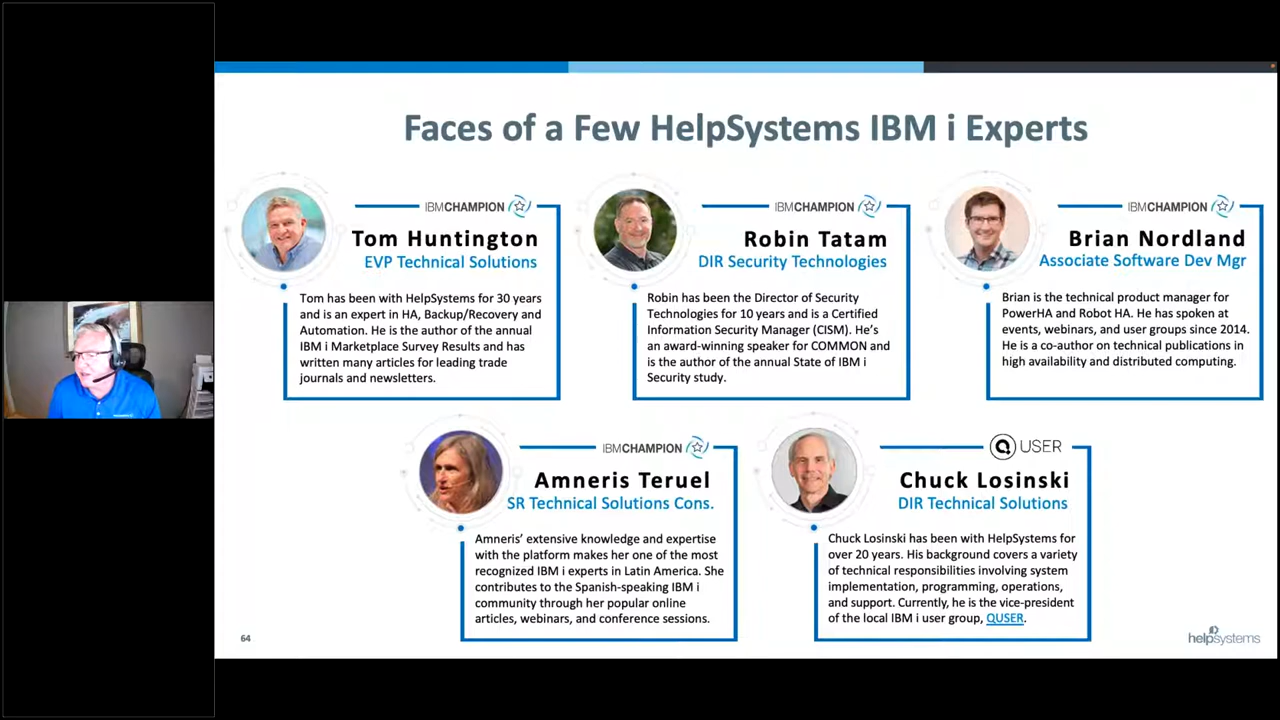 Faces of a Few HelpSystems IBM i Experts
IBM CHAMPION
Tom Huntington
EVP Technical Solutions
Tom has been with HelpSystems for 30 years
and is an expert in HA, Backup/Recovery and
Automation. He is the author of the annual
IBM i Marketplace Survey Results and has
written many articles for leading trade
journals and newsletters.
IBM CHAMPION
Robin Tatam
DIR Security Technologies
Robin has been the Director of Security
Technologies for 10 years and is a Certified
Information Security Manager (CISM). He's
an award-winning speaker for COMMON and
is the author of the annual State of IBM i
Security study.
IBM CHAMPION
Brian Nordland
Associate Software Dev Mgr
Brian is the technical product manager for
PowerHA and Robot HA. He has spoken at
events, webinars, and user groups since 2014.
He is a co-author on technical publications in
high availability and distributed computing.
IBM CHAMPION
Amneris Teruel
SR Technical Solutions Cons.
Amneris' extensive knowledge and expertise
with the platform makes her one of the most
recognized IBM i experts in Latin America. She
contributes to the Spanish-speaking IBM i
community through her popular online
articles, webinars, and conference sessions.
Q USER
Chuck Losinski
DIR Technical Solutions
Chuck Losinski has been with HelpSystems for
over 20 years. His background covers a variety
of technical responsibilities involving system
implementation, programming, operations,
and support. Currently, he is the vice-president
of the local IBM i user group, QUSER.
64
helpsystems